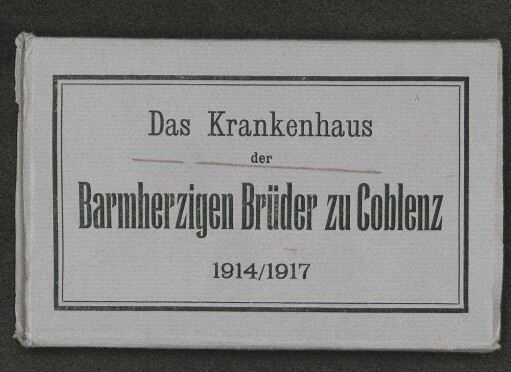 Das Krankenhaus
der
Barmherzigen Brüder zu Coblenz
1914/1917